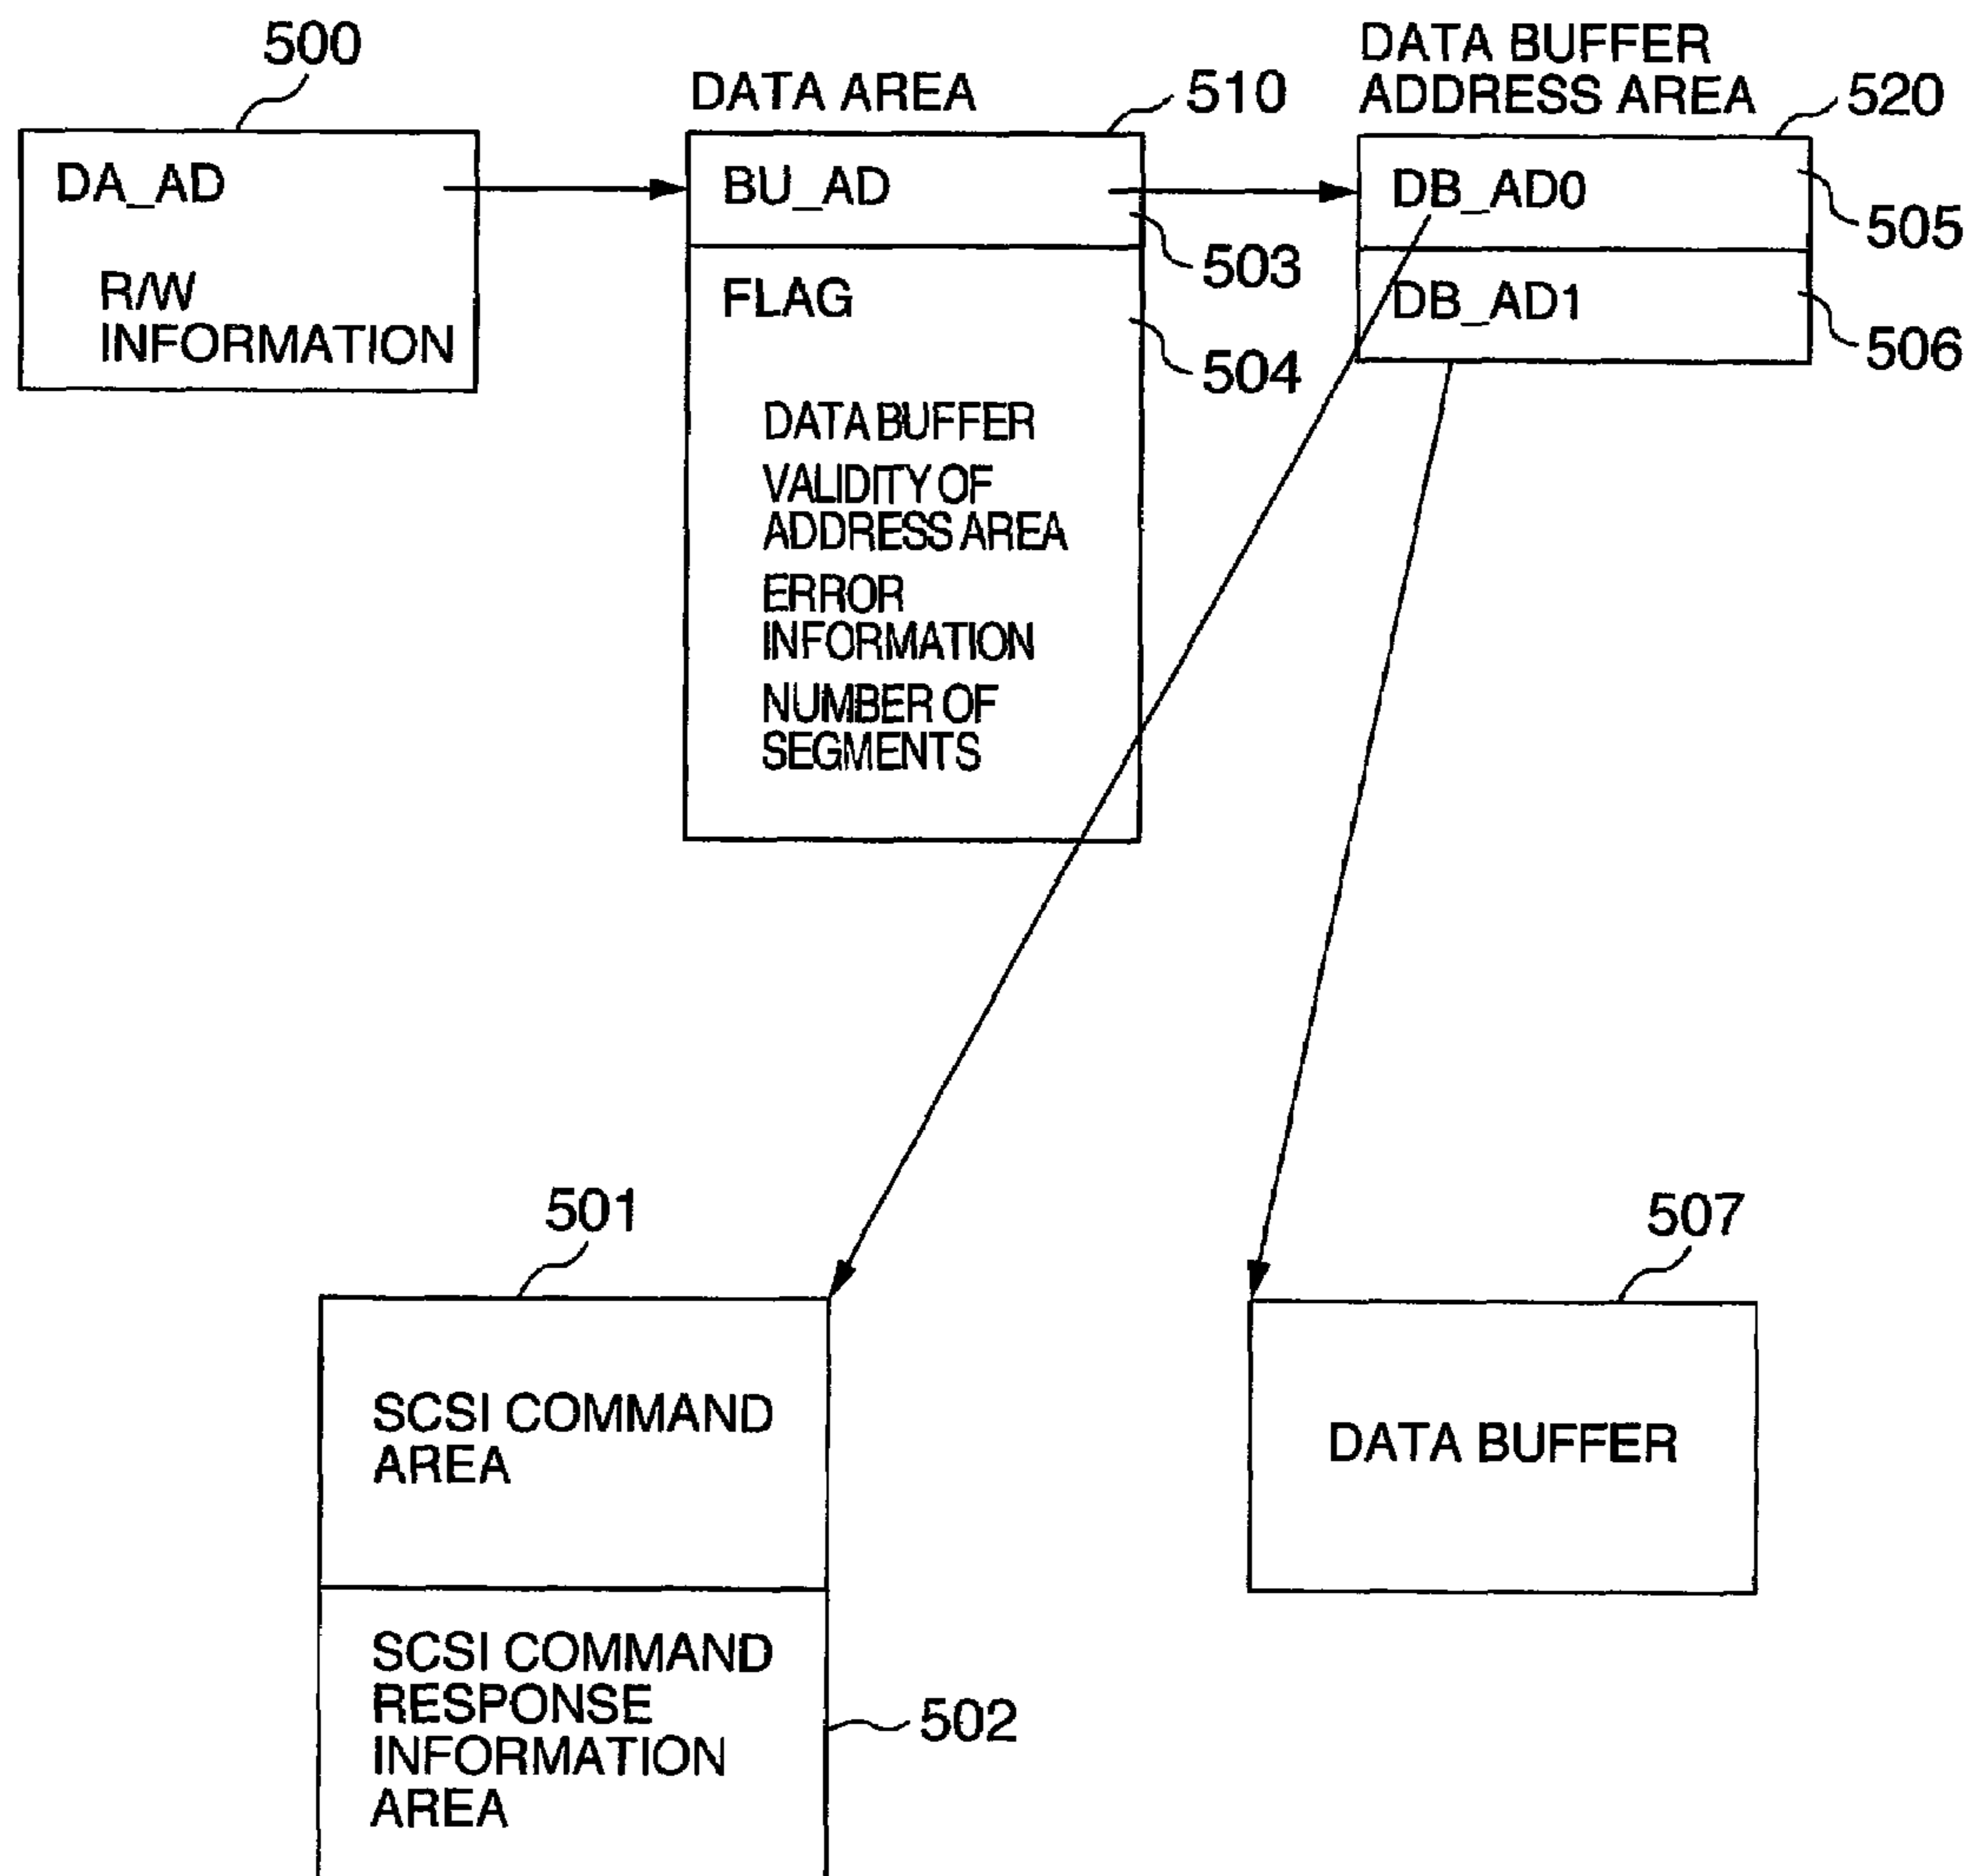 500
DATA AREA
510
DATA BUFFER
ADDRESS AREA
520
DA_AD
R/W
INFORMATION
BU_AD
503
FLAG
504
DATA BUFFER
VALIDITY OF
ADDRESS AREA
ERROR
INFORMATION
NUMBER OF
SEGMENTS
DB_AD0
505
DB_AD1
506
501
SCSI COMMAND
AREA
SCSI COMMAND
RESPONSE
INFORMATION
AREA
502
507
DATA BUFFER